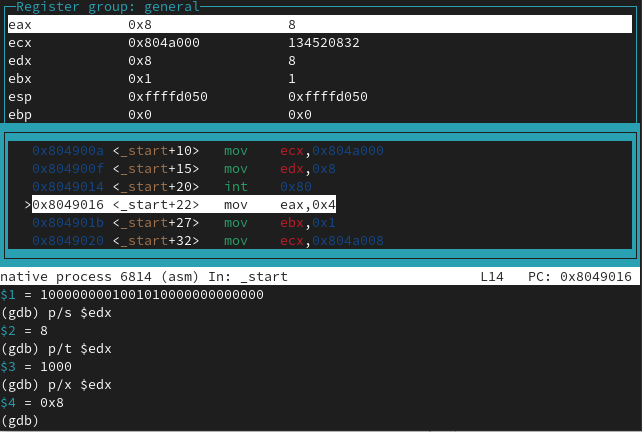 Register group: general
eax 0x8 8
ecx 0x804a000 134520832
edx 0x8 8
ebx 0x1 1
esp 0xffffd050 0xffffd050
ebp 0x0 0x0
0x804900a <_start+10> mov ecx,0x804a000
0x804900f <_start+15> mov edx,0x8
0x8049014 <_start+20> int 0x80
>0x8049016 <_start+22> mov eax,0x4
0x804901b <_start+27> mov ebx,0x1
0x8049020 <_start+32> mov ecx,0x804a008
native process 6814 (asm) In: _start L14 PC: 0x8049016
$1 = 1000000001001010000000000000
(gdb) p/s $edx
$2 = 8
(gdb) p/t $edx
$3 = 1000
(gdb) p/x $edx
$4 = 0x8
(gdb)